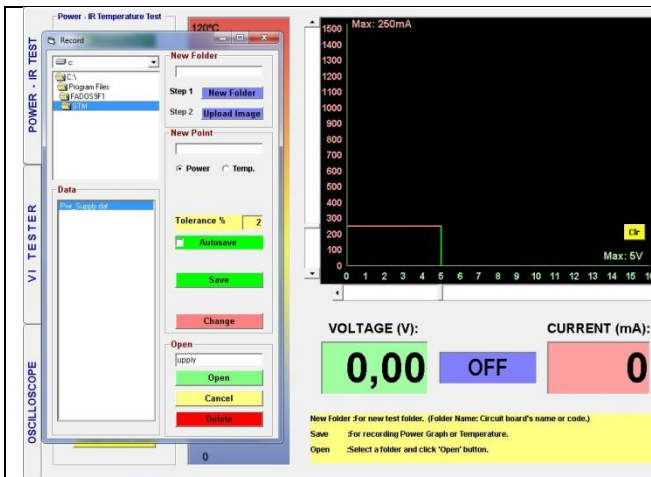 POWER - IR TEST
VI TESTER
OSCILLOSCOPE
Power - IR Temperature Test
120ºC
0
Record
c:
C:\
Program Files
FADOS9F1
STM
Data
Pwr_Supply.dat
New Folder
Step 1 New Folder
Step 2 Upload Image
New Point
Power Temp.
Tolerance % 2
Autosave
Save
Change
Open
upply
Open
Cancel
Delete
Max: 250mA
1500
1400
1300
1200
1100
1000
900
800
700
600
500
400
300
200
100
0
Clr
Max: 5V
0 1 2 3 4 5 6 7 8 9 10 11 12 13 14 15 16
VOLTAGE (V):
CURRENT (mA):
0,00
OFF
0
New Folder :For new test folder. (Folder Name: Circuit board's name or code.)
Save :For recording Power Graph or Temperature.
Open :Select a folder and click 'Open' button.